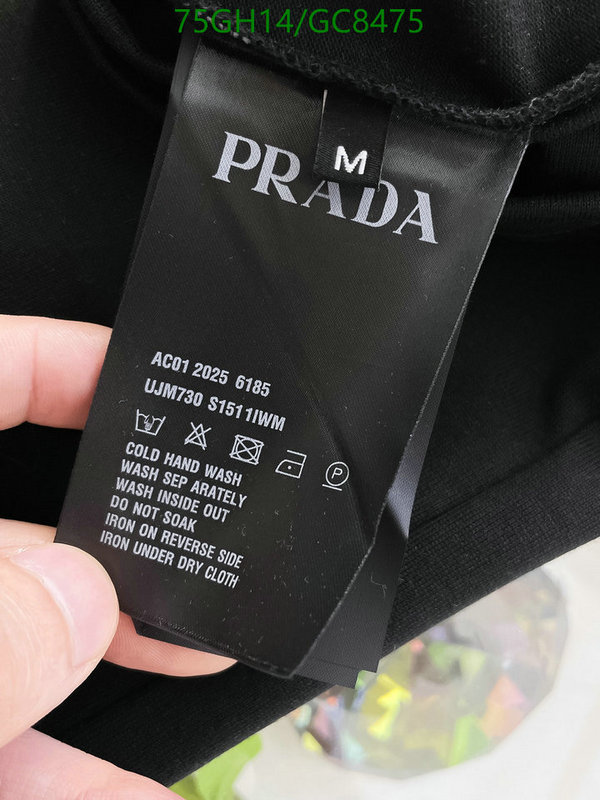 75GH14/GC8475
M
PRADA
AC01 2025 6185
UJM730 S1511IWM
P
COLD HAND WASH
WASH SEP ARATELY
WASH INSIDE OUT
DO NOT SOAK
IRON ON REVERSE SIDE
IRON UNDER DRY CLOTH